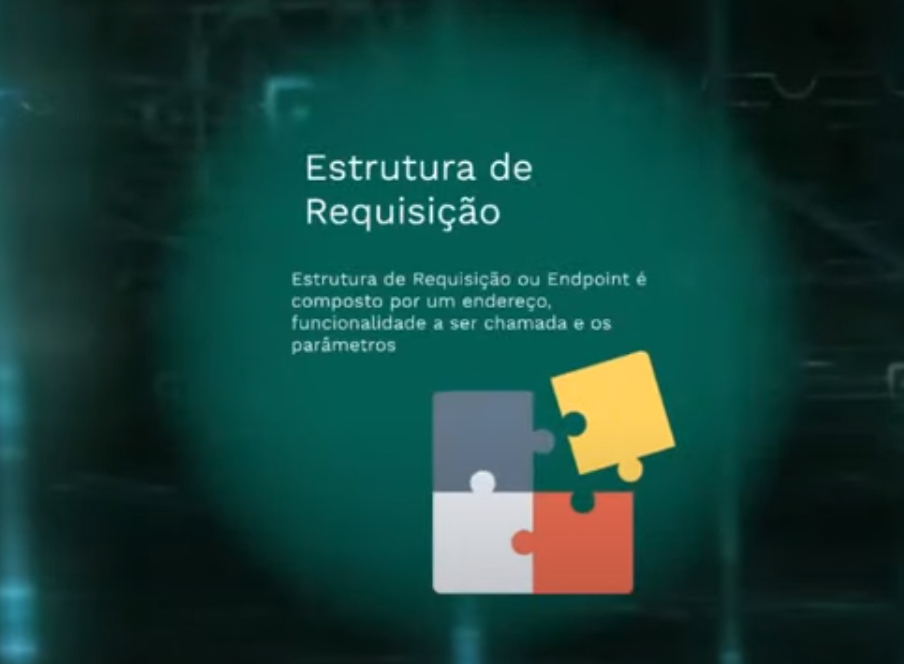 Estrutura de
Requisição
Estrutura de Requisição ou Endpoint é
composto por um endereço,
funcionalidade a ser chamada e os
parâmetros